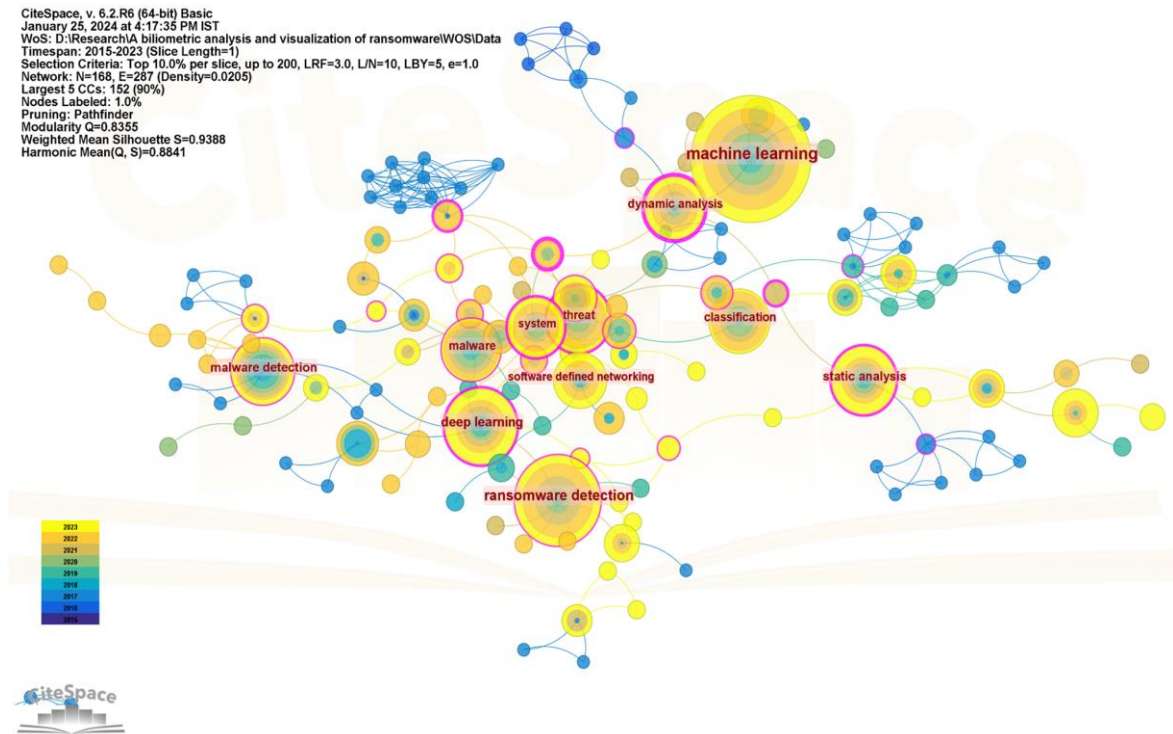 CiteSpace, v. 6.2.R6 (64-bit) Basic
January 25, 2024 at 4:17:35 PM IST
WoS: D:\Research\A biliometric analysis and visualization of ransomware\WOS\Data
Timespan: 2015-2023 (Slice Length=1)
Selection Criteria: Top 10.0% per slice, up to 200, LRF=3.0, L/N=10, LBY=5, e=1.0
Network: N=168, E=287 (Density=0.0205)
Largest 5 CCs: 152 (90%)
Nodes Labeled: 1.0%
Pruning: Pathfinder
Modularity Q=0.8355
Weighted Mean Silhouette S=0.9388
Harmonic Mean(Q, S)=0.8841
CiteSpace
machine learning
dynamic analysis
system
threat
classification
malware
malware detection
software defined networking
static analysis
deep learning
ransomware detection
2023
2022
2021
2020
2019
2018
2017
2016
2015
CiteSpace